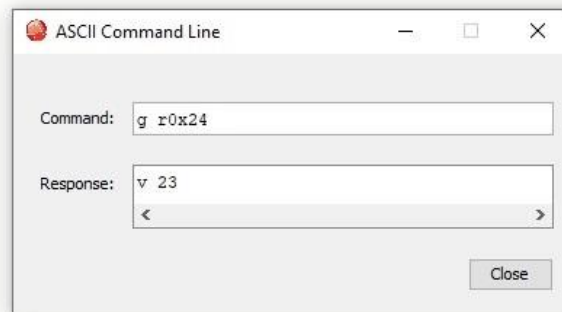 ASCII Command Line
Command: g r0x24
Response: v 23
Close